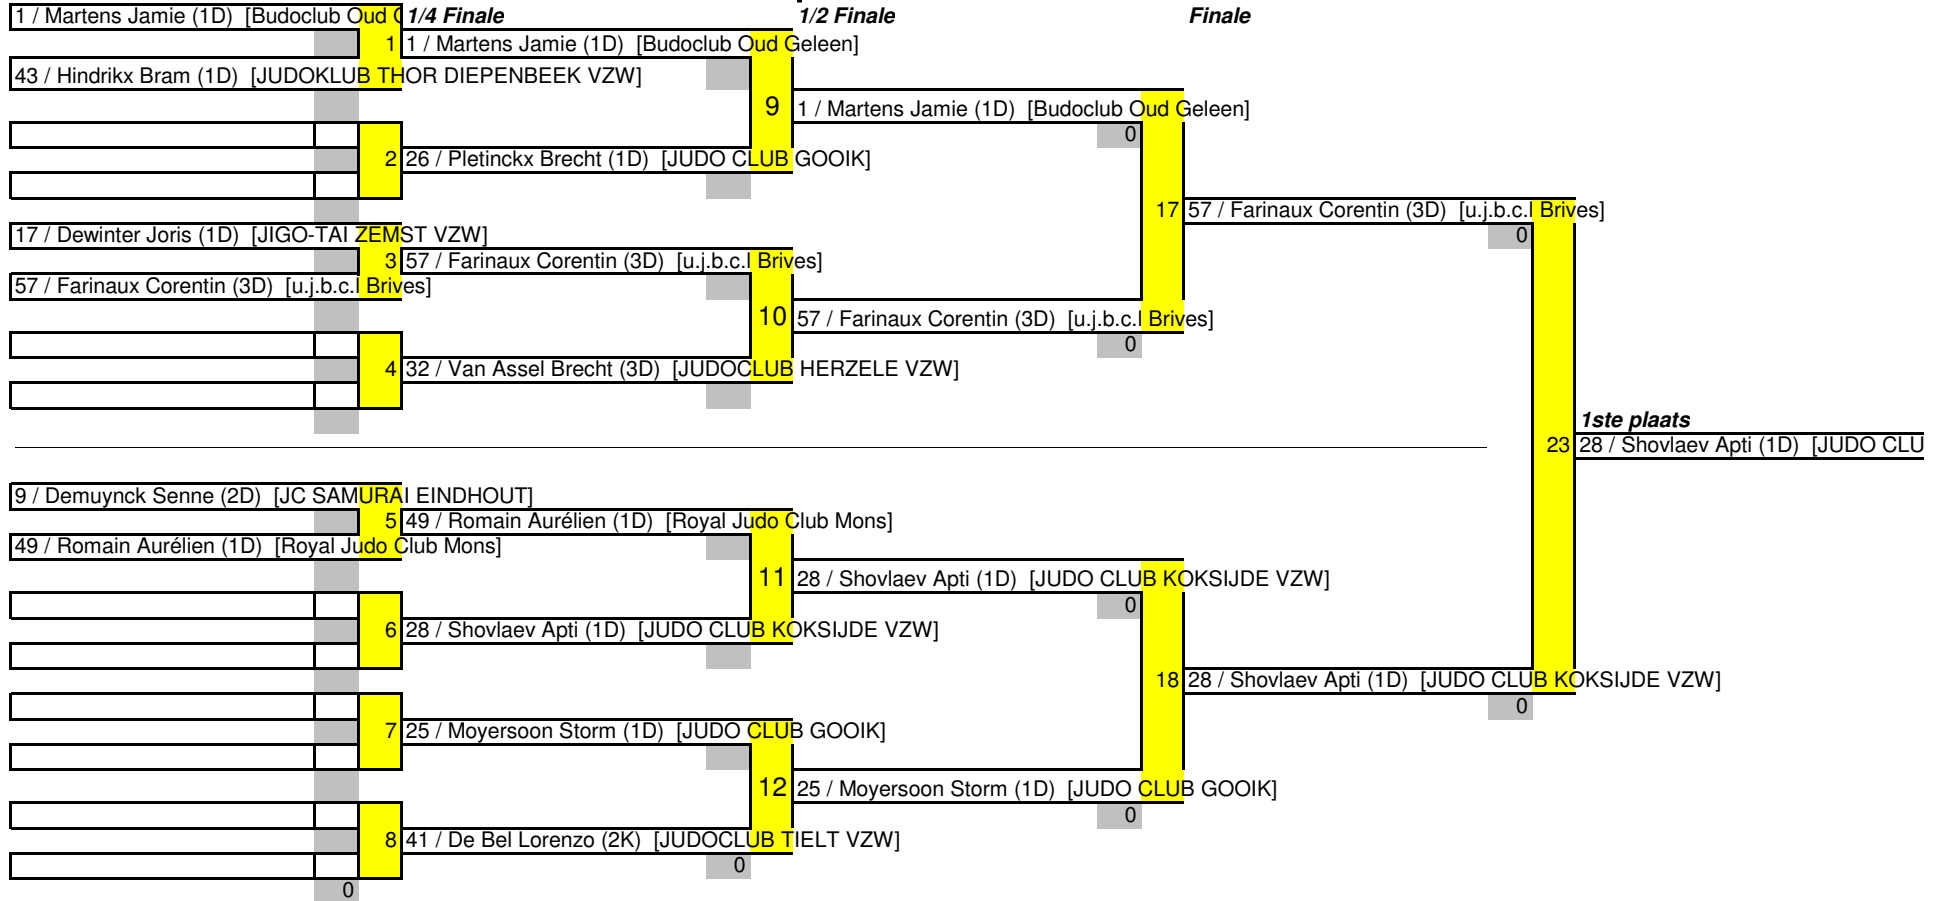 1 / Martens Jamie (1D) [Budoclub Oud G
1/4 Finale
1/2 Finale
Finale
1
1 / Martens Jamie (1D) [Budoclub Oud Geleen]
43 / Hindrikx Bram (1D) [JUDOKLUB THOR DIEPENBEEK VZW]
9
1 / Martens Jamie (1D) [Budoclub Oud Geleen]
0
2
26 / Pletinckx Brecht (1D) [JUDO CLUB GOOIK]
17
57 / Farinaux Corentin (3D) [u.j.b.c.l Brives]
0
17 / Dewinter Joris (1D) [JIGO-TAI ZEMST VZW]
3
57 / Farinaux Corentin (3D) [u.j.b.c.l Brives]
57 / Farinaux Corentin (3D) [u.j.b.c.l Brives]
10
57 / Farinaux Corentin (3D) [u.j.b.c.l Brives]
0
4
32 / Van Assel Brecht (3D) [JUDOCLUB HERZELE VZW]
1ste plaats
23
28 / Shovlaev Apti (1D) [JUDO CLU
9 / Demuynck Senne (2D) [JC SAMURAI EINDHOUT]
5
49 / Romain Aurélien (1D) [Royal Judo Club Mons]
49 / Romain Aurélien (1D) [Royal Judo Club Mons]
11
28 / Shovlaev Apti (1D) [JUDO CLUB KOKSIJDE VZW]
0
6
28 / Shovlaev Apti (1D) [JUDO CLUB KOKSIJDE VZW]
18
28 / Shovlaev Apti (1D) [JUDO CLUB KOKSIJDE VZW]
0
7
25 / Moyersoon Storm (1D) [JUDO CLUB GOOIK]
12
25 / Moyersoon Storm (1D) [JUDO CLUB GOOIK]
0
8
41 / De Bel Lorenzo (2K) [JUDOCLUB TIELT VZW]
0
0